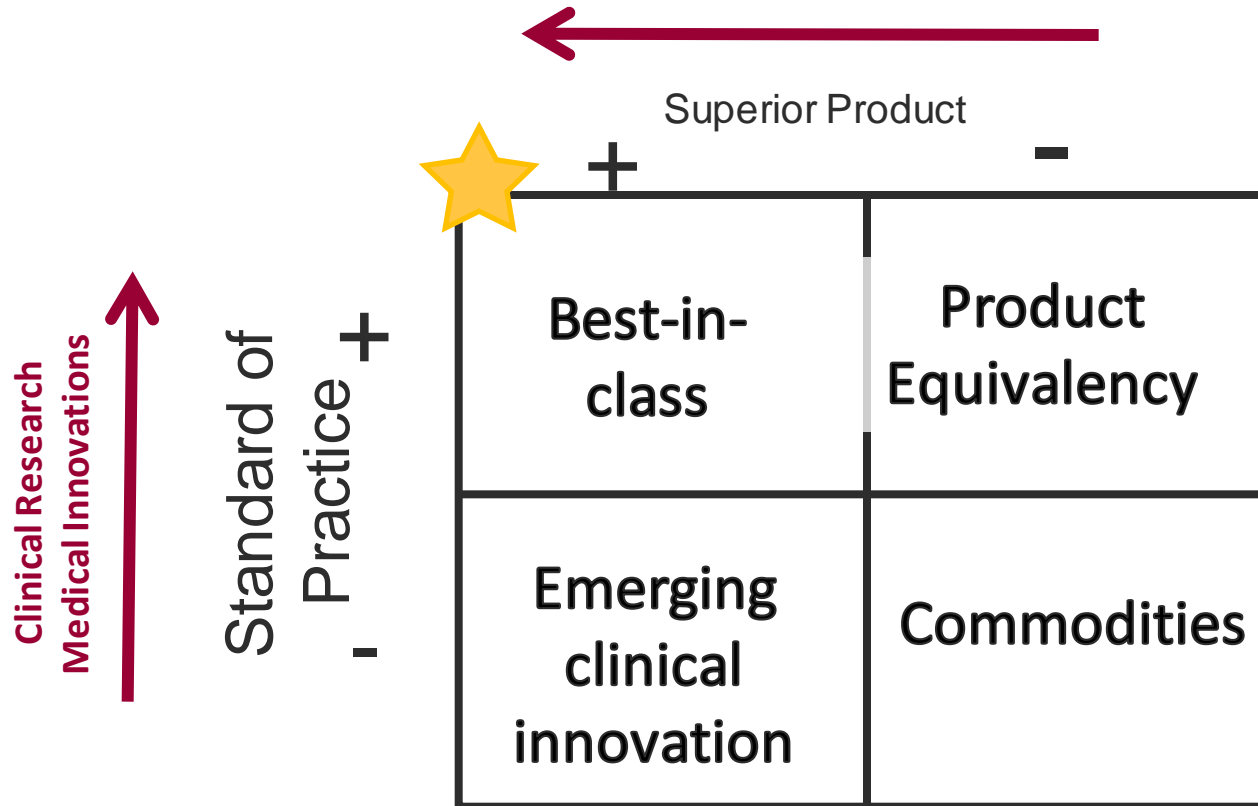 Superior Product
+
-
Clinical Research
Medical Innovations
Standard of
Practice
+
-
Best-in-
class
Product
Equivalency
Emerging
clinical
innovation
Commodities